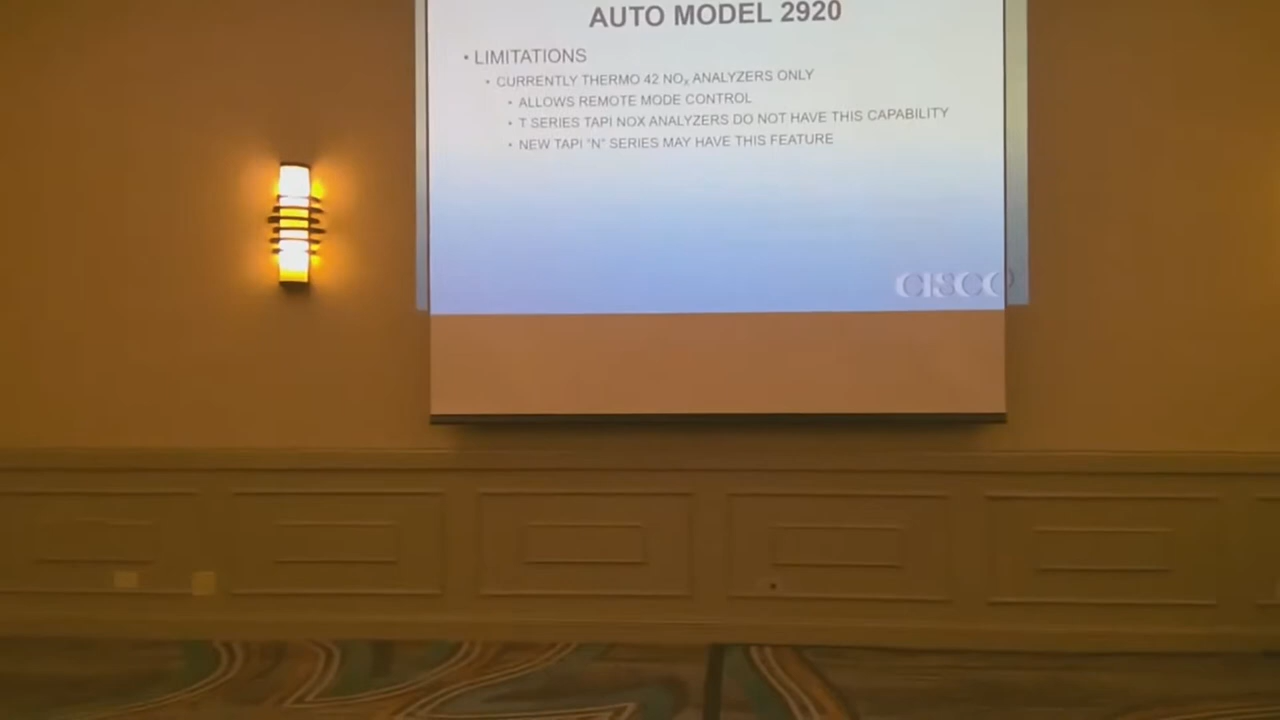 AUTO MODEL 2920
• LIMITATIONS
• CURRENTLY THERMO 42 NOₓ ANALYZERS ONLY
• ALLOWS REMOTE MODE CONTROL
• T SERIES TAPI NOX ANALYZERS DO NOT HAVE THIS CAPABILITY
• NEW TAPI "N" SERIES MAY HAVE THIS FEATURE
CISCO